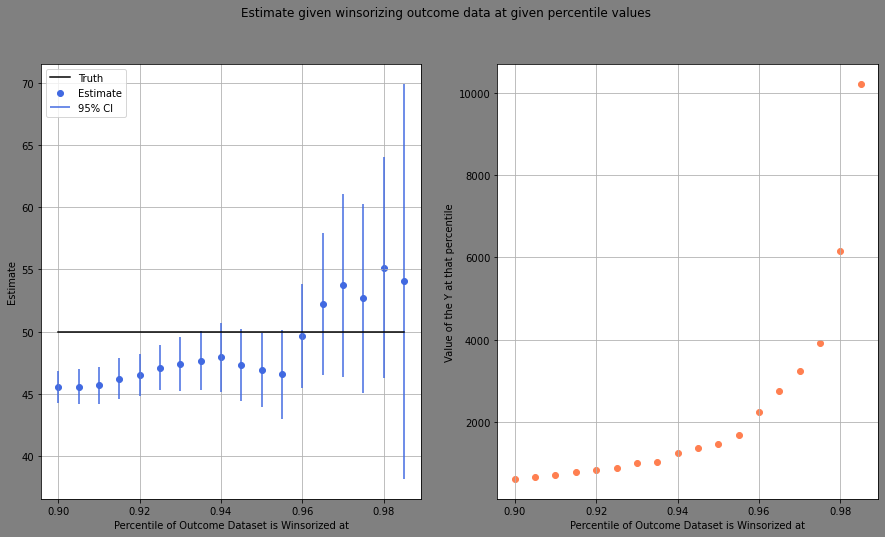 Estimate given winsorizing outcome data at given percentile values
Truth
Estimate
95% CI
70
65
60
55
50
45
40
Estimate
0.90 0.92 0.94 0.96 0.98
Percentile of Outcome Dataset is Winsorized at
10000
8000
6000
4000
2000
Value of the Y at that percentile
0.90 0.92 0.94 0.96 0.98
Percentile of Outcome Dataset is Winsorized at